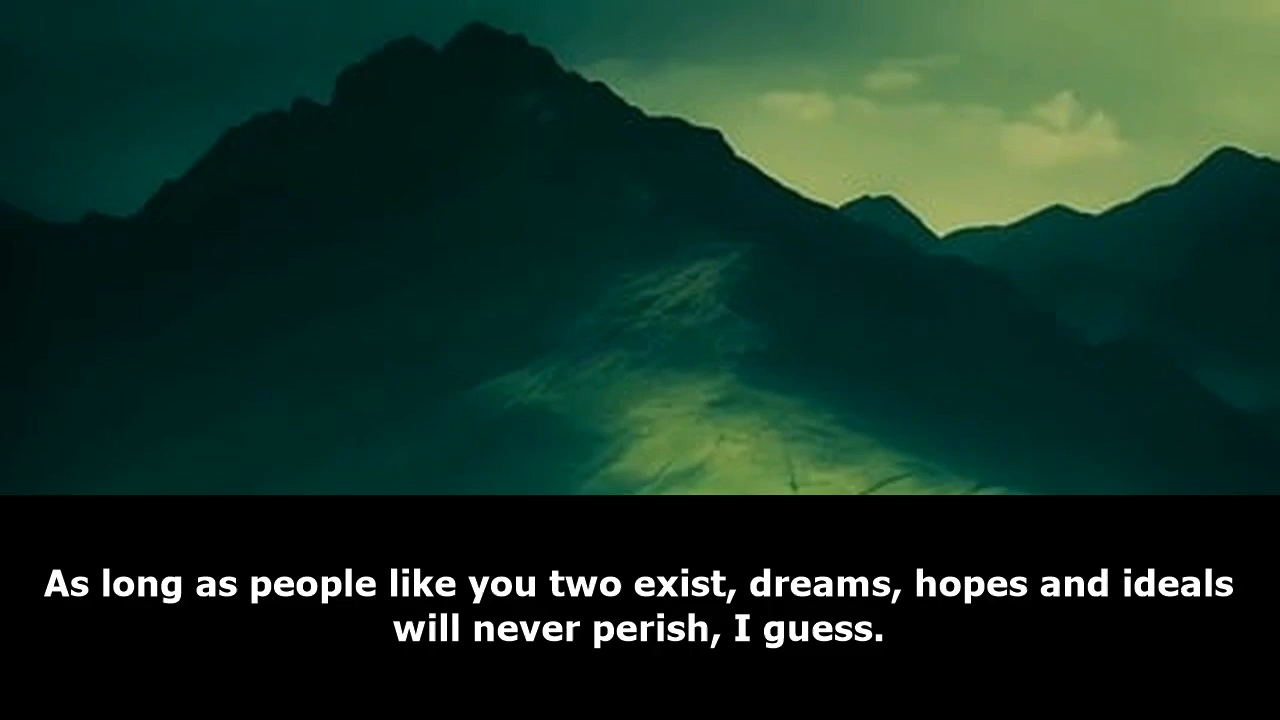 As long as people like you two exist, dreams, hopes and ideals
will never perish, I guess.